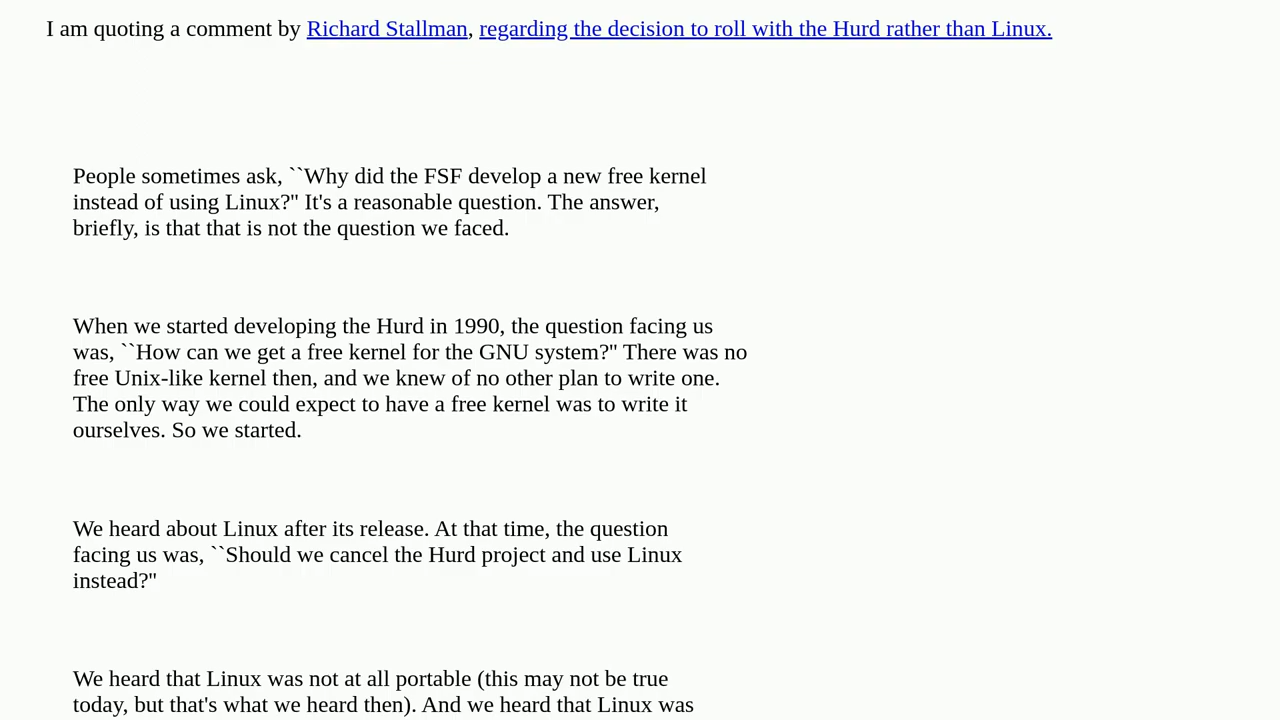 I am quoting a comment by Richard Stallman, regarding the decision to roll with the Hurd rather than Linux.
People sometimes ask, ``Why did the FSF develop a new free kernel
instead of using Linux?'' It's a reasonable question. The answer,
briefly, is that that is not the question we faced.
When we started developing the Hurd in 1990, the question facing us
was, ``How can we get a free kernel for the GNU system?'' There was no
free Unix-like kernel then, and we knew of no other plan to write one.
The only way we could expect to have a free kernel was to write it
ourselves. So we started.
We heard about Linux after its release. At that time, the question
facing us was, ``Should we cancel the Hurd project and use Linux
instead?''
We heard that Linux was not at all portable (this may not be true
today, but that's what we heard then). And we heard that Linux was